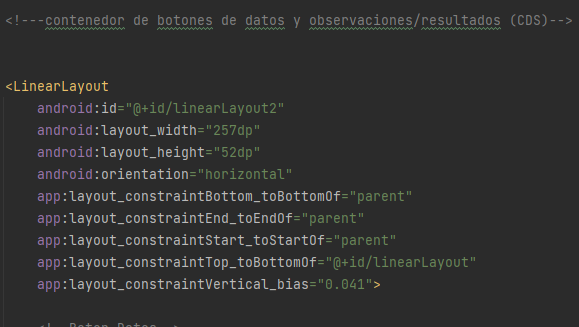 <!---contenedor de botones de datos y observaciones/resultados (CDS)-->
<LinearLayout
android:id="@+id/linearLayout2"
android:layout_width="257dp"
android:layout_height="52dp"
android:orientation="horizontal"
app:layout_constraintBottom_toBottomOf="parent"
app:layout_constraintEnd_toEndOf="parent"
app:layout_constraintStart_toStartOf="parent"
app:layout_constraintTop_toBottomOf="@+id/linearLayout"
app:layout_constraintVertical_bias="0.041">